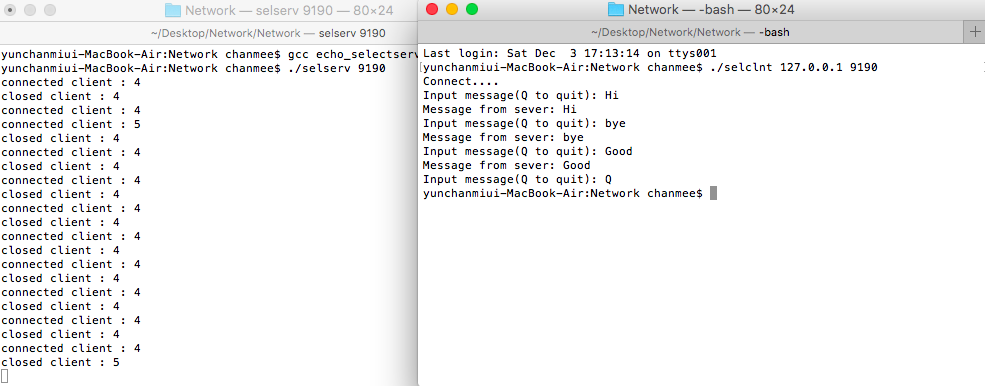 Network — selserv 9190 — 80×24
~/Desktop/Network/Network — selserv 9190
yunchanmiui-MacBook-Air:Network chanmee$ gcc echo_selectserv
yunchanmiui-MacBook-Air:Network chanmee$ ./selserv 9190
connected client : 4
closed client : 4
connected client : 4
connected client : 5
closed client : 4
connected client : 4
closed client : 4
connected client : 4
closed client : 4
connected client : 4
closed client : 4
connected client : 4
closed client : 4
connected client : 4
closed client : 4
connected client : 4
closed client : 4
connected client : 4
closed client : 4
connected client : 4
closed client : 5
Network — -bash — 80×24
~/Desktop/Network/Network — -bash
Last login: Sat Dec  3 17:13:14 on ttys001
[yunchanmiui-MacBook-Air:Network chanmee$ ./selclnt 127.0.0.1 9190
Connect....
Input message(Q to quit): Hi
Message from sever: Hi
Input message(Q to quit): bye
Message from sever: bye
Input message(Q to quit): Good
Message from sever: Good
Input message(Q to quit): Q
yunchanmiui-MacBook-Air:Network chanmee$